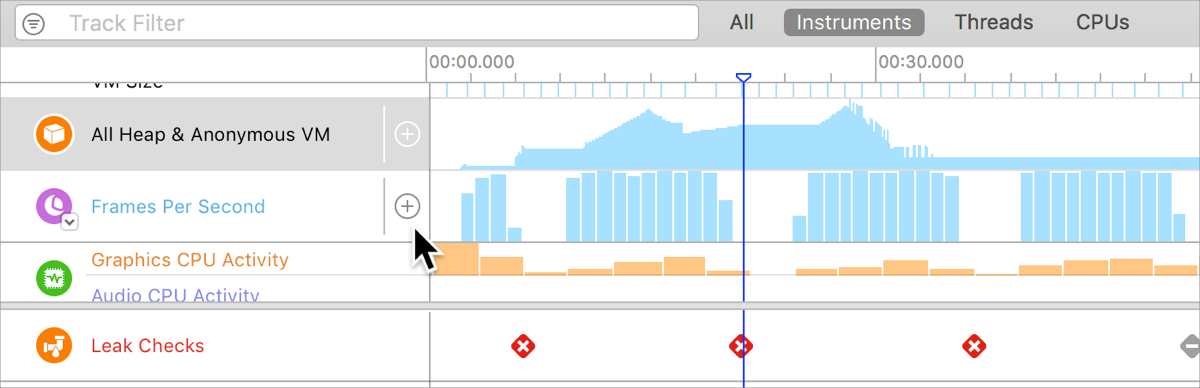 Track Filter All Instruments Threads CPUs
00:00.000 00:30.000
VM Size
All Heap & Anonymous VM
Frames Per Second
Graphics CPU Activity
Audio CPU Activity
Leak Checks